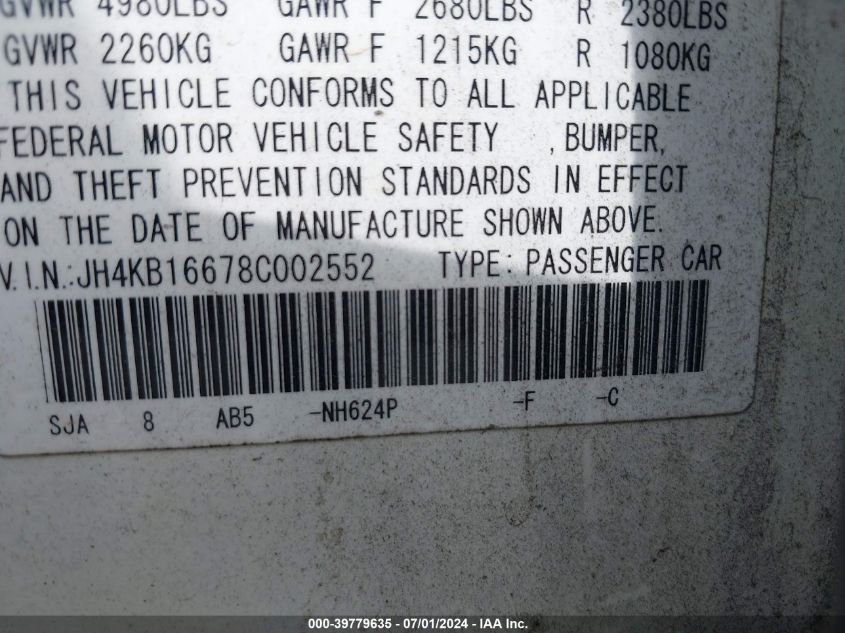 GVWR 4980LBS GAWR F 2680LBS R 2380LBS
GVWR 2260KG GAWR F 1215KG R 1080KG
THIS VEHICLE CONFORMS TO ALL APPLICABLE
FEDERAL MOTOR VEHICLE SAFETY , BUMPER,
AND THEFT PREVENTION STANDARDS IN EFFECT
ON THE DATE OF MANUFACTURE SHOWN ABOVE.
V.I.N.:JH4KB16678C002552 TYPE: PASSENGER CAR
SJA 8 AB5 -NH624P -F -C
000-39779635 - 07/01/2024 - IAA Inc.